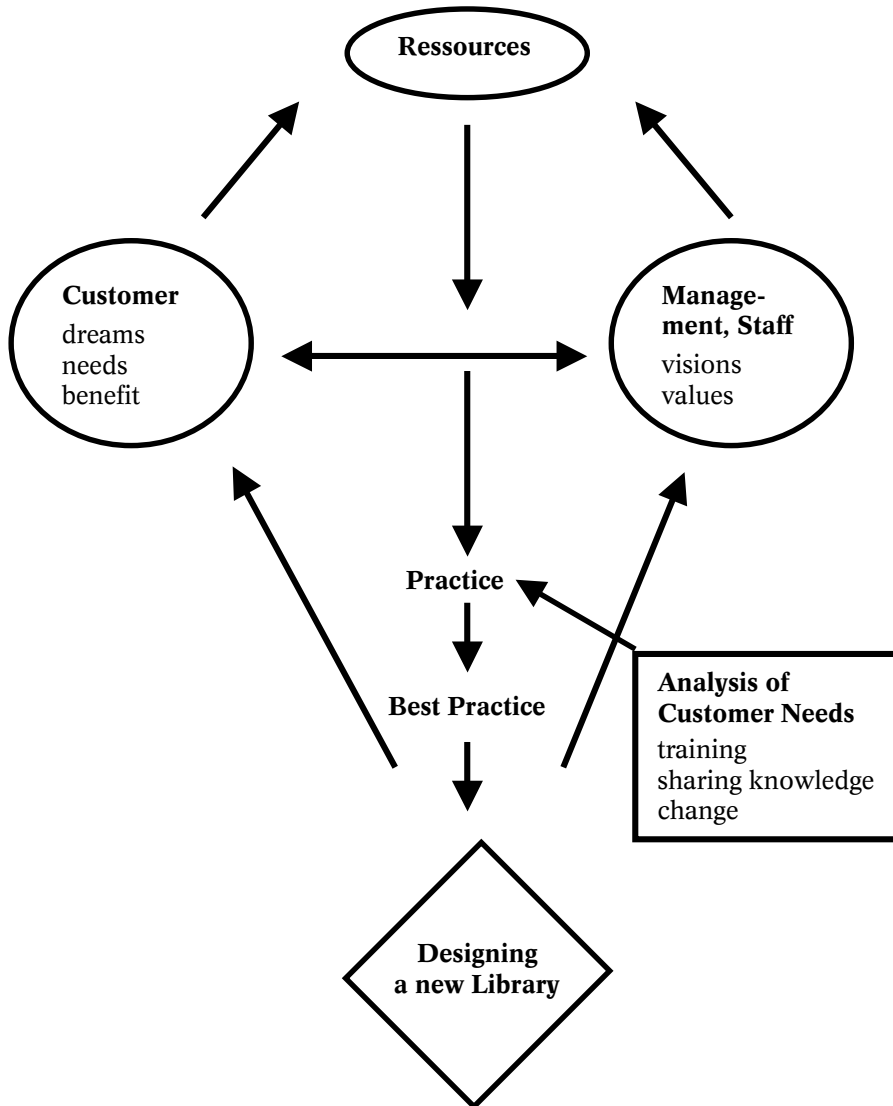 Ressources
Customer
dreams
needs
benefit
Manage-
ment, Staff
visions
values
Practice
Best Practice
Analysis of
Customer Needs
training
sharing knowledge
change
Designing
a new Library